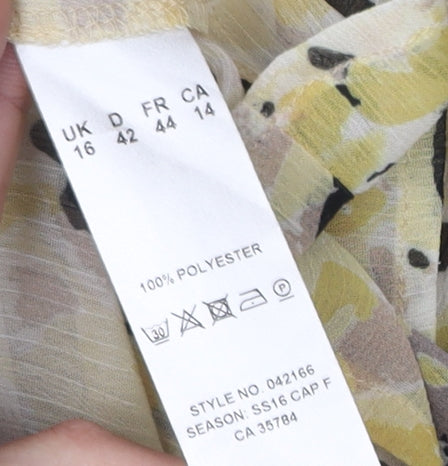 UK D FR CA
16 42 44 14
100% POLYESTER
30 P
STYLE NO. 042166
SEASON: SS16 CAP F
CA 35784